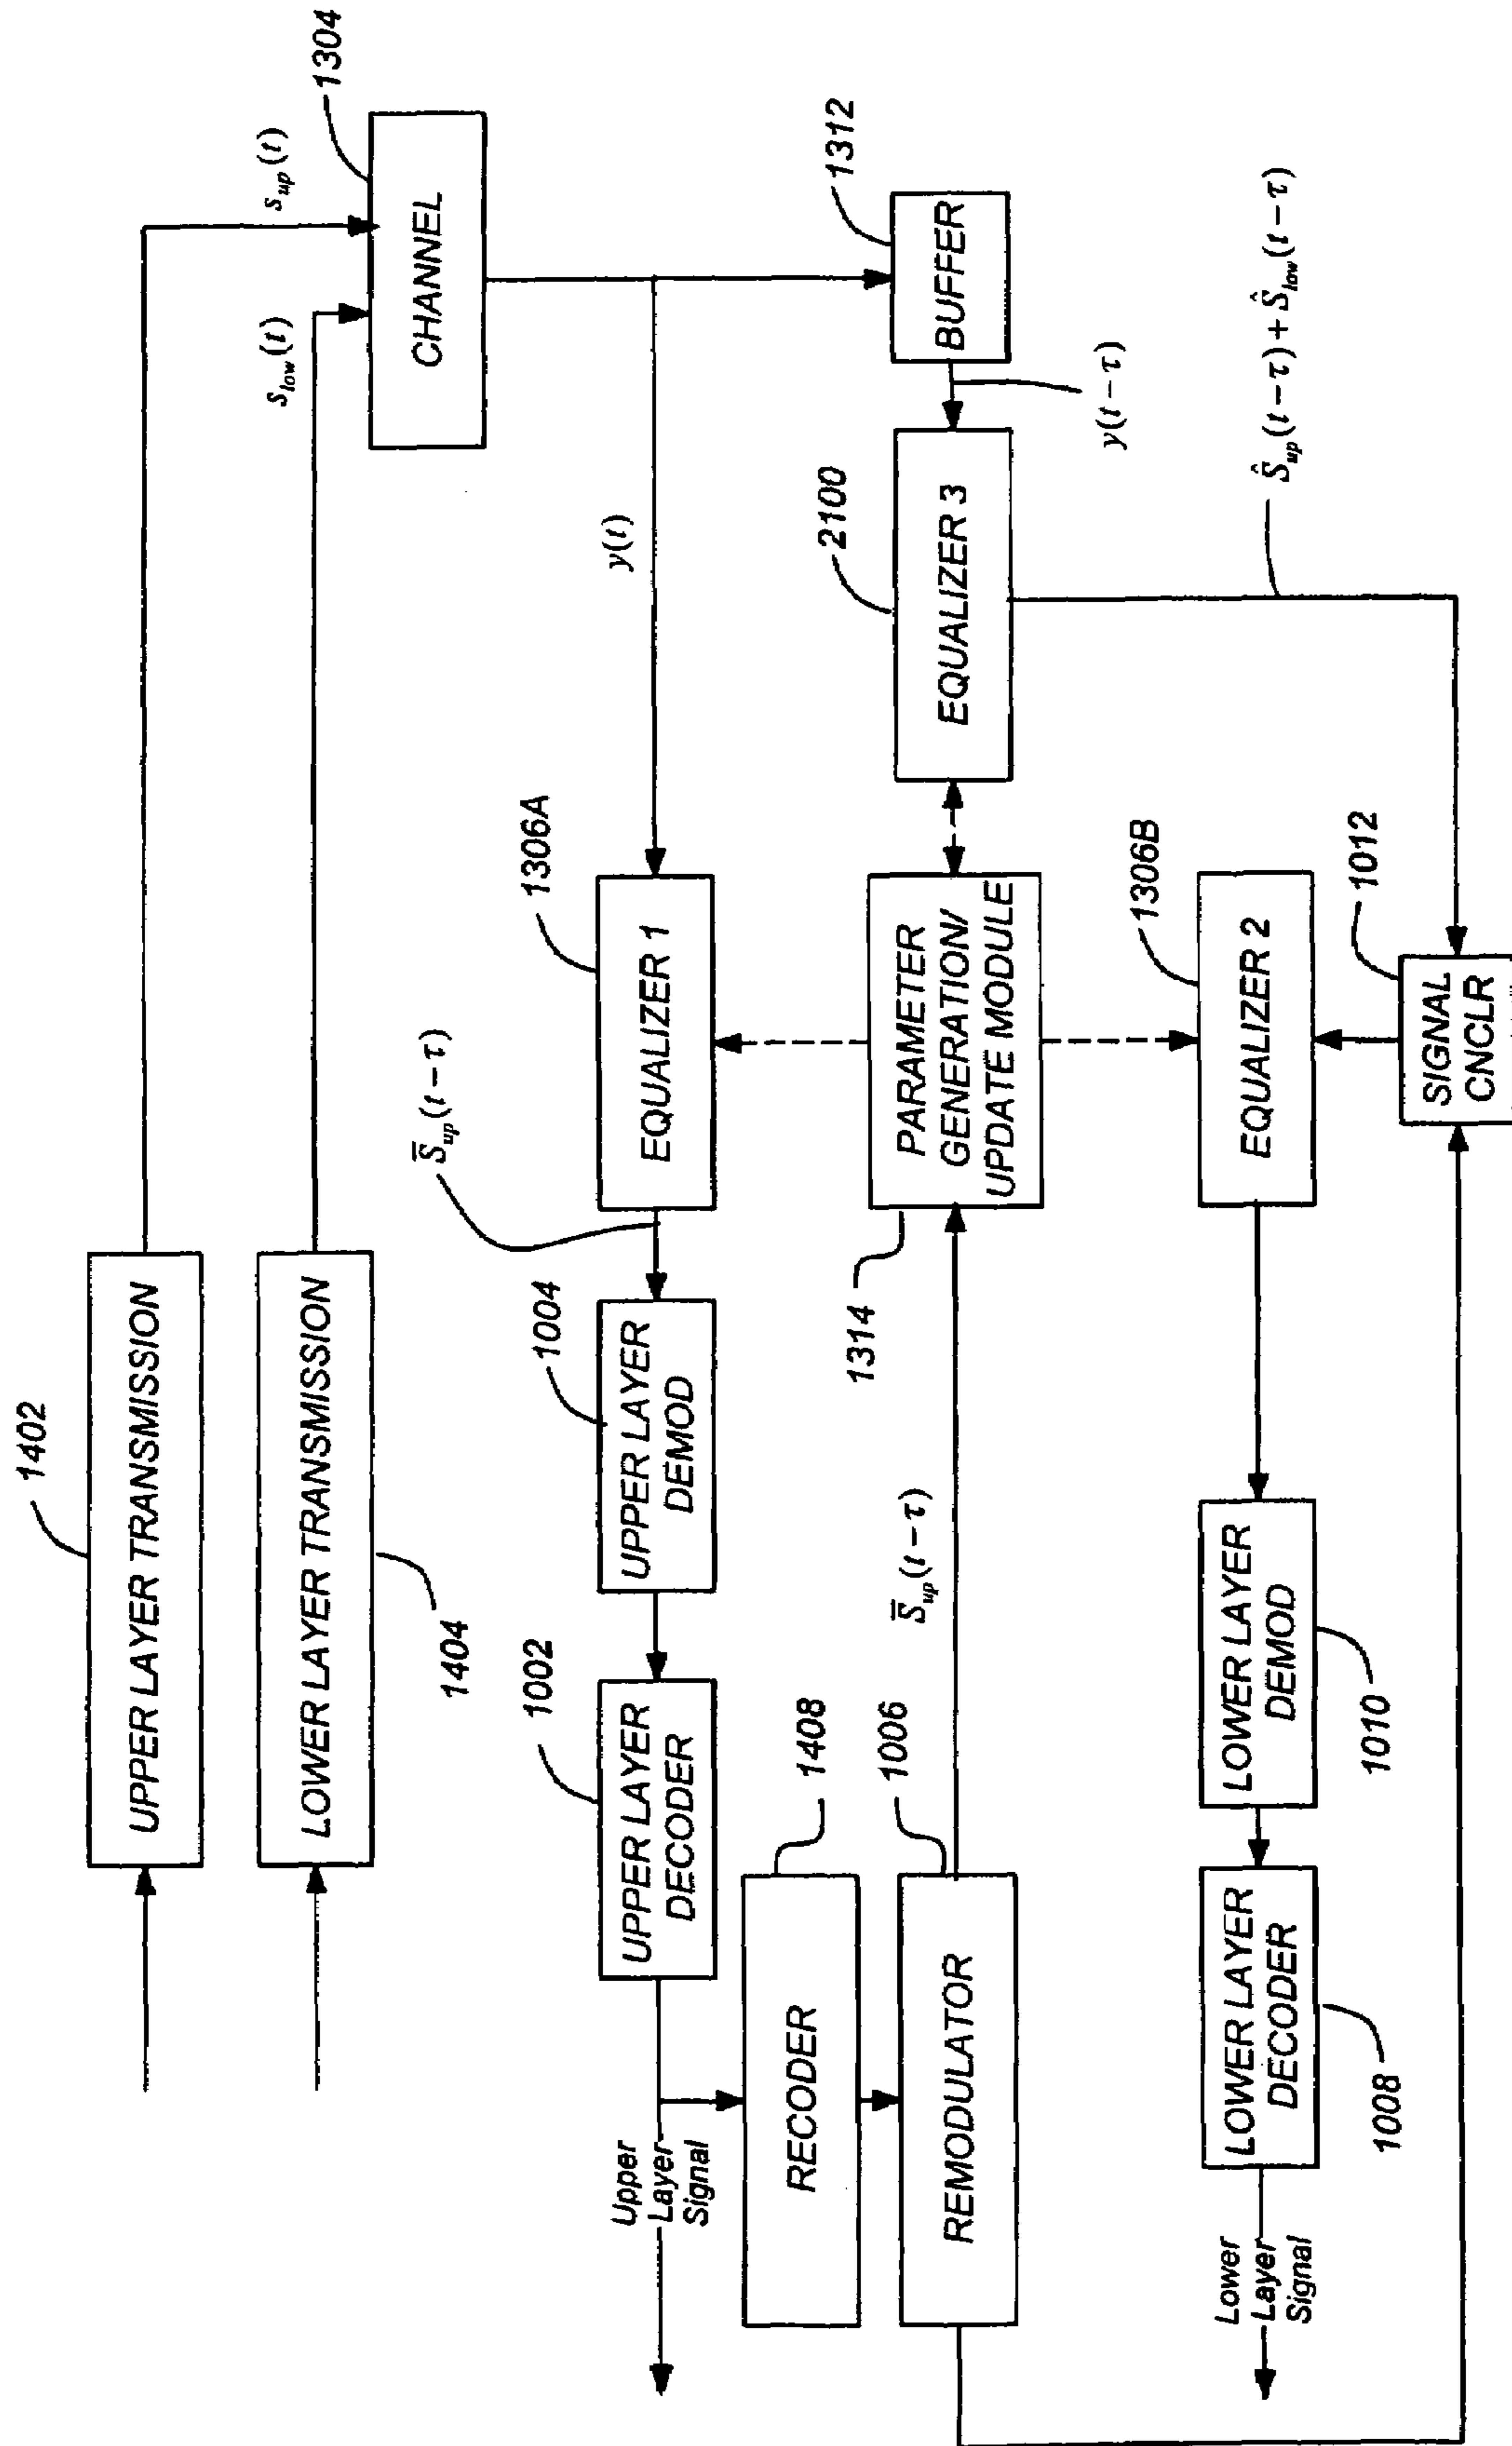 1402
UPPER LAYER TRANSMISSION
s_up(t)
1304
LOWER LAYER TRANSMISSION
1404
s_low(t)
CHANNEL
y(t)
1306A
EQUALIZER 1
S̅_up(t-τ)
1004
UPPER LAYER
DEMOD
1002
UPPER LAYER
DECODER
Upper
Layer
Signal
1408
RECODER
1312
BUFFER
y(t-τ)
2100
EQUALIZER 3
PARAMETER
GENERATION/
UPDATE MODULE
1314
S̅_up(t-τ)
1006
REMODULATOR
Ŝ_up(t-τ)+Ŝ_low(t-τ)
1306B
EQUALIZER 2
LOWER LAYER
DEMOD
1010
LOWER LAYER
DECODER
1008
Lower
Layer
Signal
1012
SIGNAL
CNCLR